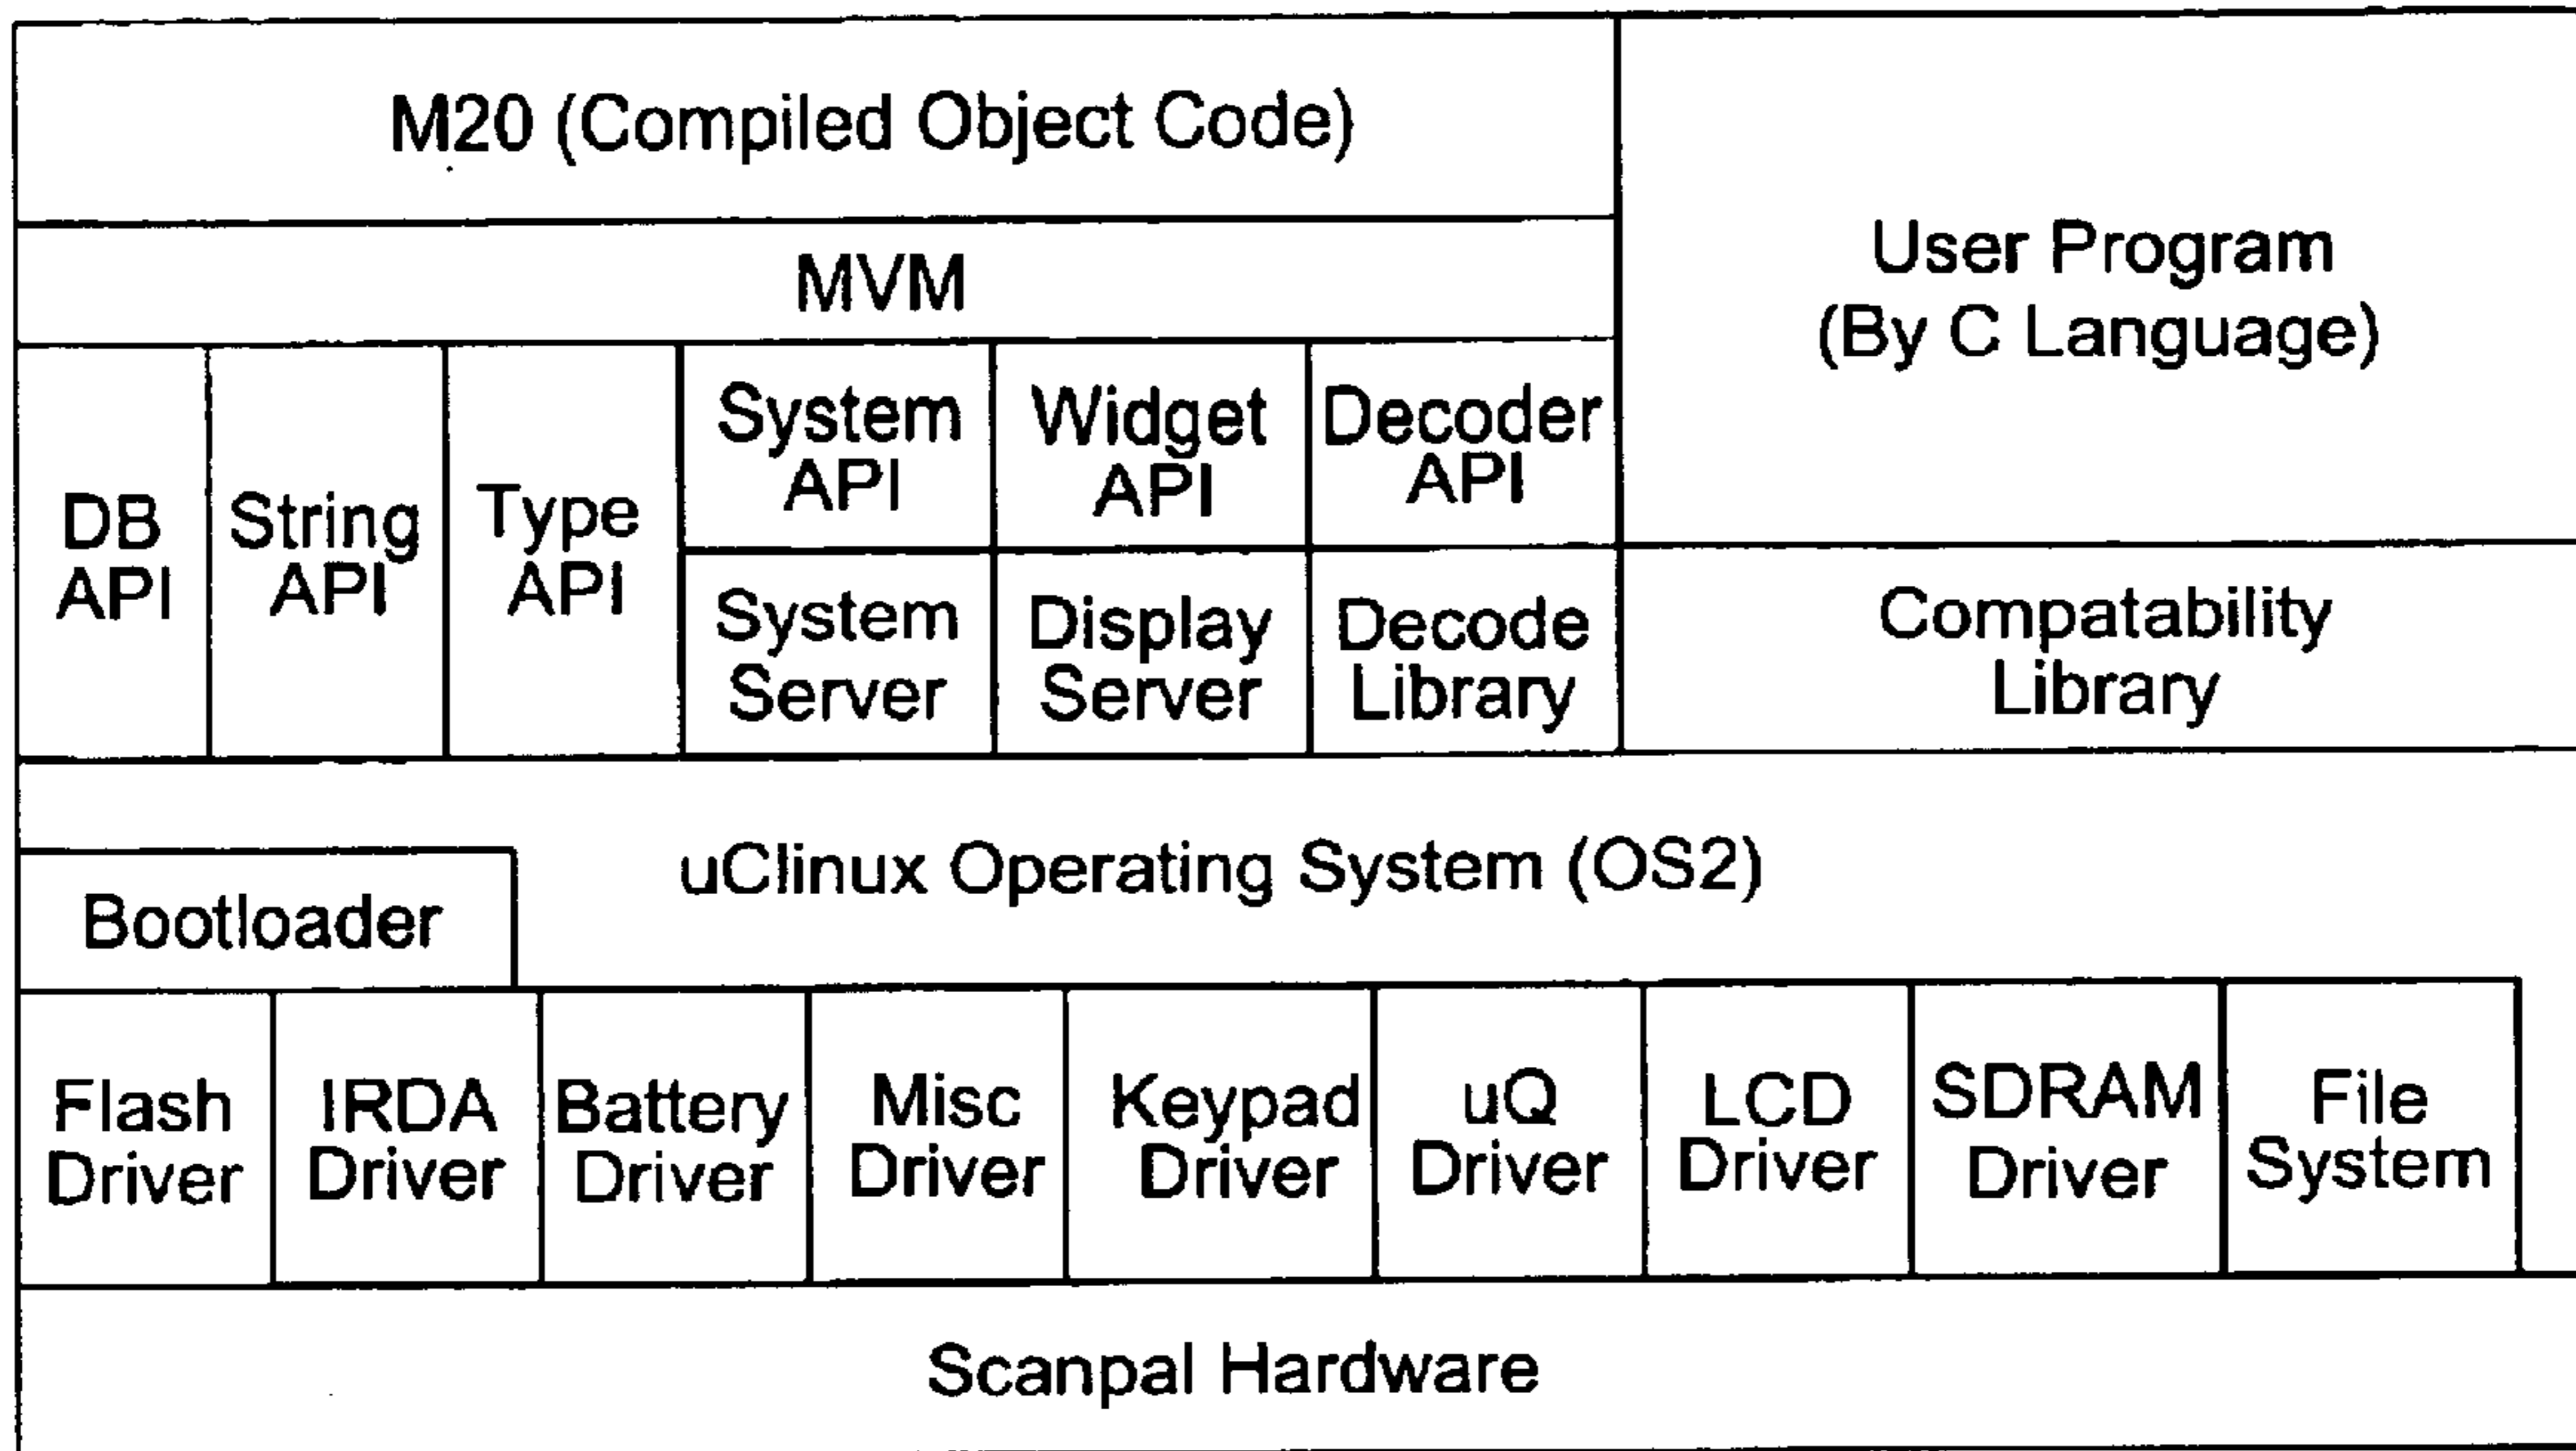 M20 (Compiled Object Code)
MVM
User Program
(By C Language)
DB
API
String
API
Type
API
System
API
Widget
API
Decoder
API
System
Server
Display
Server
Decode
Library
Compatability
Library
uClinux Operating System (OS2)
Bootloader
Flash
Driver
IRDA
Driver
Battery
Driver
Misc
Driver
Keypad
Driver
uQ
Driver
LCD
Driver
SDRAM
Driver
File
System
Scanpal Hardware